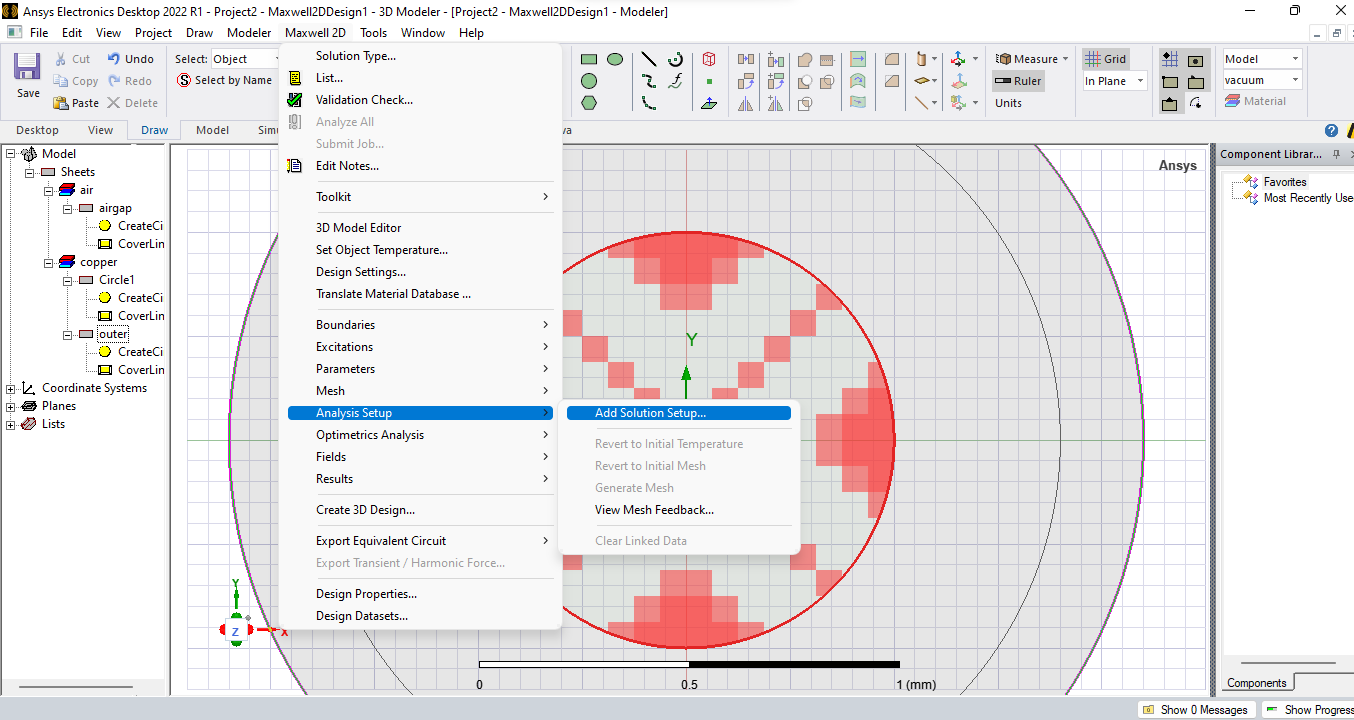 Ansys Electronics Desktop 2022 R1 - Project2 - Maxwell2DDesign1 - 3D Modeler - [Project2 - Maxwell2DDesign1 - Modeler]
File Edit View Project Draw Modeler Maxwell 2D Tools Window Help
Save
Cut
Copy
Paste
Undo
Redo
Delete
Select: Object
Select by Name
Measure
Ruler
Units
Grid
In Plane
Model
vacuum
Material
Desktop View Draw Model Simu
va
Model
Sheets
air
airgap
CreateCi
CoverLin
copper
Circle1
CreateCi
CoverLin
outer
CreateCi
CoverLin
Coordinate Systems
Planes
Lists
Solution Type...
List...
Validation Check...
Analyze All
Submit Job...
Edit Notes...
Toolkit
3D Model Editor
Set Object Temperature...
Design Settings...
Translate Material Database ...
Boundaries
Excitations
Parameters
Mesh
Analysis Setup
Optimetrics Analysis
Fields
Results
Create 3D Design...
Export Equivalent Circuit
Export Transient / Harmonic Force...
Design Properties...
Design Datasets...
Add Solution Setup...
Revert to Initial Temperature
Revert to Initial Mesh
Generate Mesh
View Mesh Feedback...
Clear Linked Data
Ansys
Y
Y
Z
X
0 0.5 1 (mm)
Component Librar...
Favorites
Most Recently Use
Components
Show 0 Messages
Show Progress